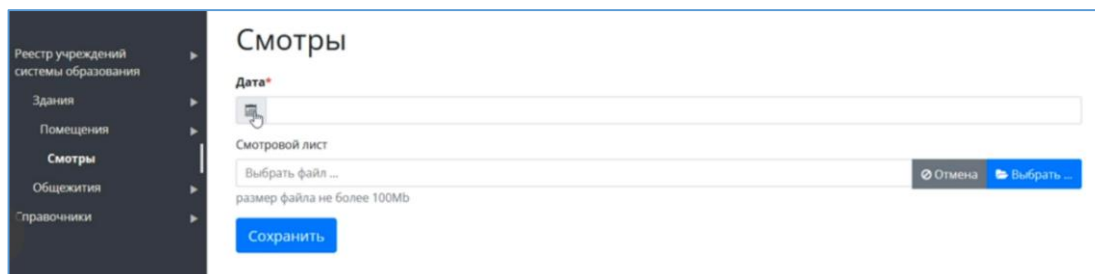 Реестр учреждений
системы образования
Здания
Помещения
Смотры
Общежития
Справочники
Смотры
Дата*
Смотровой лист
Выбрать файл ...
Отмена
Выбрать ...
размер файла не более 100Mb
Сохранить